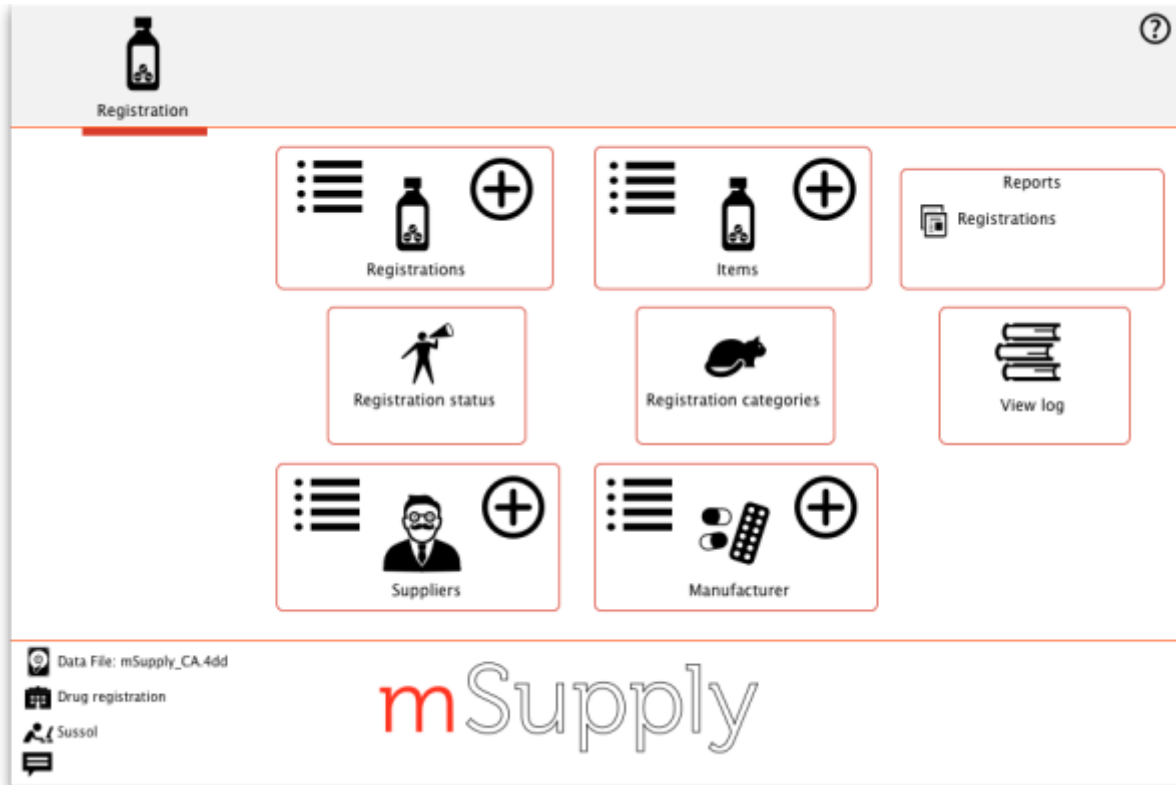 ?
Registration
Registrations
Items
Reports
Registrations
Registration status
Registration categories
View log
Suppliers
Manufacturer
Data File: mSupply_CA.4dd
Drug registration
Sussol
mSupply